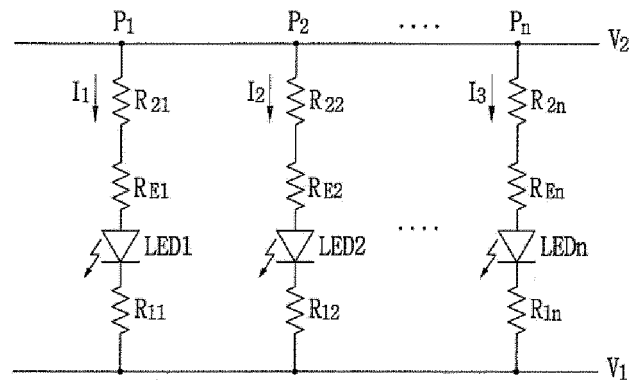 P1 P2 .... Pn
V2
I1 R21 I2 R22 I3 R2n
RE1 RE2 REn
....
LED1 LED2 LEDn
R11 R12 R1n
V1